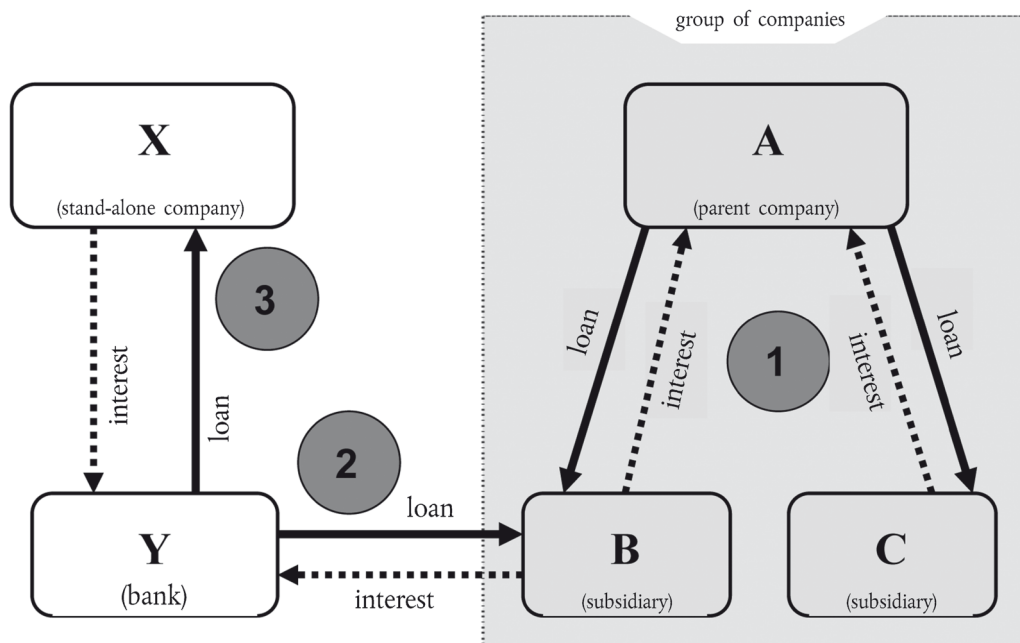 group of companies
X
(stand-alone company)
A
(parent company)
3
interest
loan
loan
interest
1
interest
loan
2
loan
interest
Y
(bank)
B
(subsidiary)
C
(subsidiary)